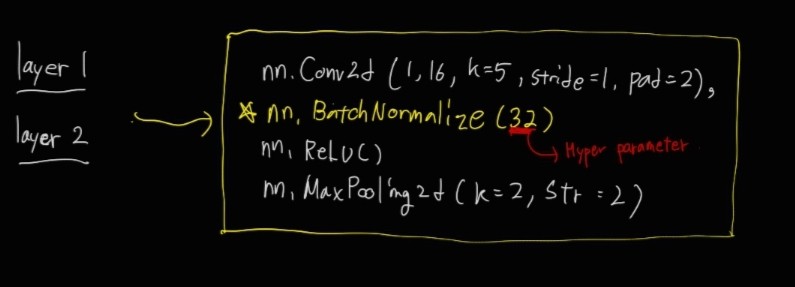 layer 1
layer 2
nn.Conv2d (1,16, k=5, stride=1, pad=2),
* nn. BatchNormalize (32)
Hyper parameter.
nn. ReLU()
nn. MaxPooling2d (k=2, str=2)